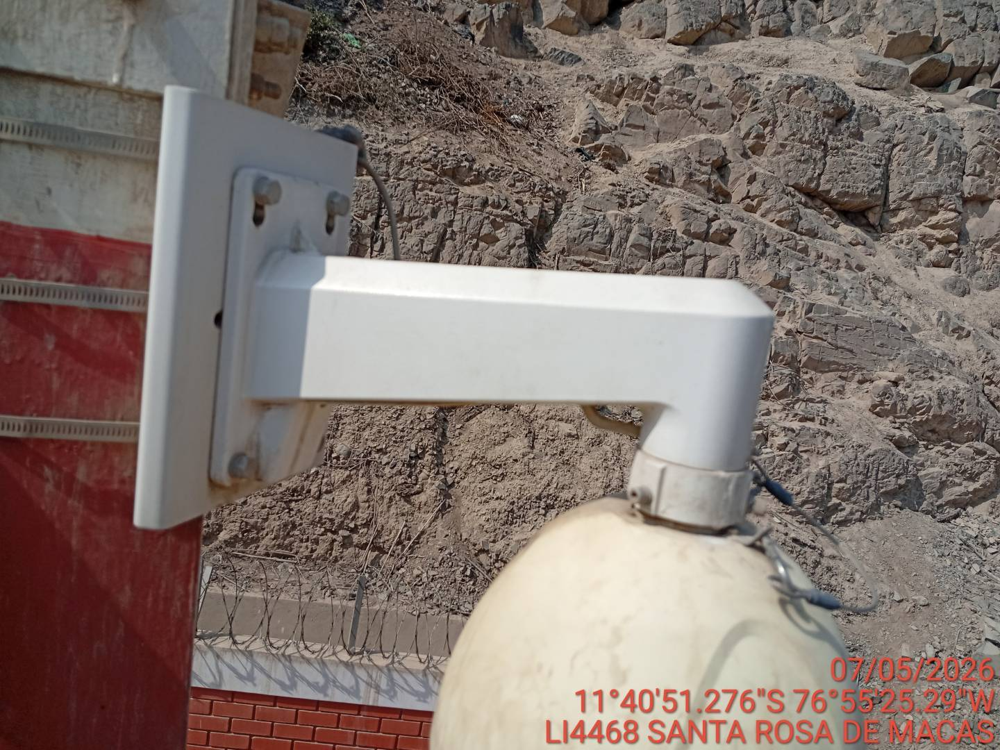 07/05/2026
11°40'51.276"S 76°55'25.29"W
LI4468 SANTA ROSA DE MACAS